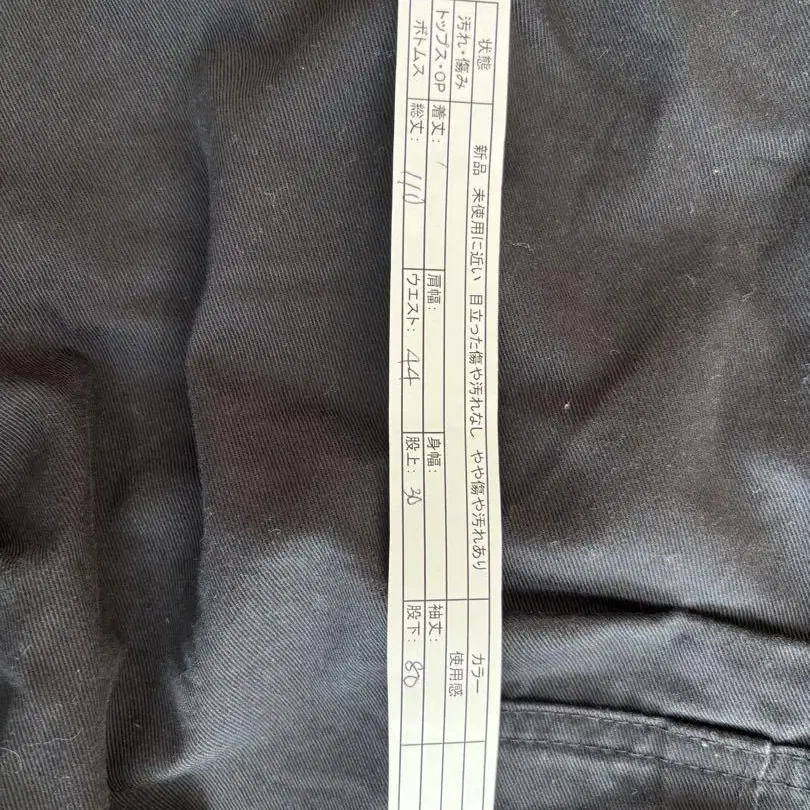 状態 新品 未使用に近い 目立った傷や汚れなし やや傷や汚れあり カラー
汚れ・傷み 使用感
トップス・OP 着丈: 肩幅: 身幅: 袖丈:
ボトムス 総丈: 110 ウエスト: 44 股上: 30 股下: 80